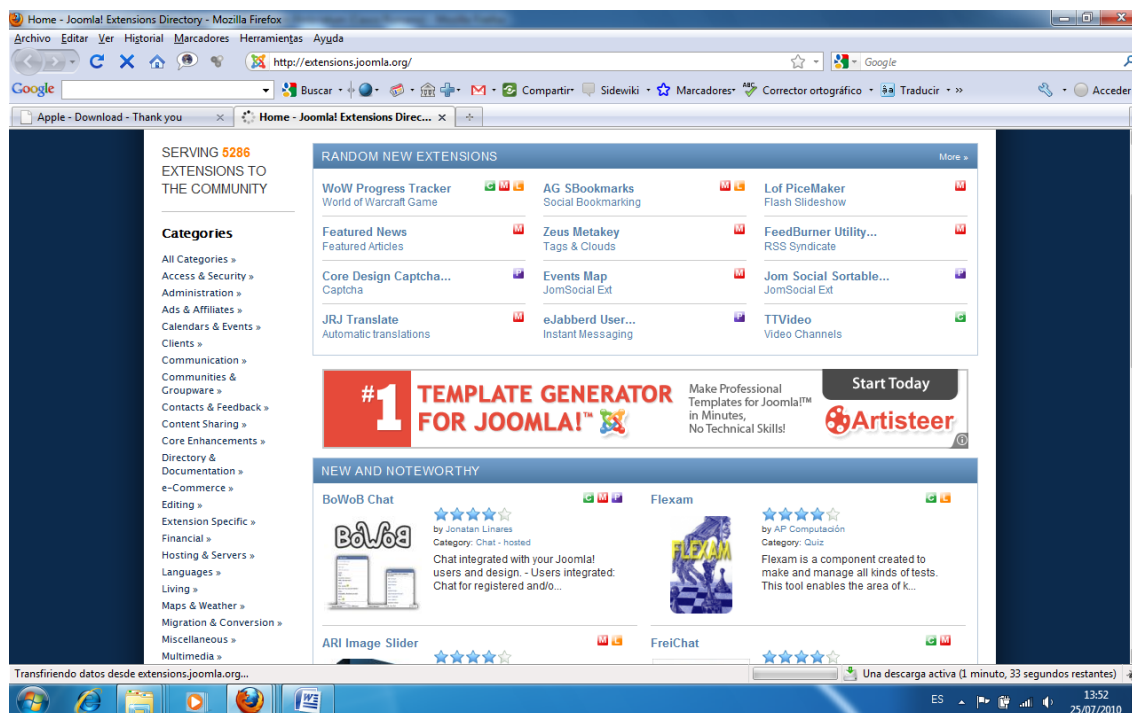 Home - Joomla! Extensions Directory - Mozilla Firefox
Archivo Editar Ver Historial Marcadores Herramientas Ayuda
http://extensions.joomla.org/
Google
Google Buscar Compartir Sidewiki Marcadores Corrector ortográfico Traducir » Acceder
Apple - Download - Thank you
Home - Joomla! Extensions Direc...
SERVING 5286
EXTENSIONS TO
THE COMMUNITY
Categories
All Categories »
Access & Security »
Administration »
Ads & Affiliates »
Calendars & Events »
Clients »
Communication »
Communities &
Groupware »
Contacts & Feedback »
Content Sharing »
Core Enhancements »
Directory &
Documentation »
e-Commerce »
Editing »
Extension Specific »
Financial »
Hosting & Servers »
Languages »
Living »
Maps & Weather »
Migration & Conversion »
Miscellaneous »
Multimedia »
RANDOM NEW EXTENSIONS More »
WoW Progress Tracker C M L
World of Warcraft Game
AG SBookmarks M L
Social Bookmarking
Lof PiceMaker M
Flash Slideshow
Featured News M
Featured Articles
Zeus Metakey M
Tags & Clouds
FeedBurner Utility... M
RSS Syndicate
Core Design Captcha... P
Captcha
Events Map M
JomSocial Ext
Jom Social Sortable... P
JomSocial Ext
JRJ Translate M
Automatic translations
eJabberd User... P
Instant Messaging
TTVideo C
Video Channels
#1 TEMPLATE GENERATOR
FOR JOOMLA!™
Make Professional
Templates for Joomla!™
in Minutes,
No Technical Skills!
Start Today
Artisteer
NEW AND NOTEWORTHY
BoWoB Chat C M P
BoWoB
by Jonatan Linares
Category: Chat - hosted
Chat integrated with your Joomla!
users and design. - Users integrated:
Chat for registered and/o...
Flexam C L
FLEXAM
by AP Computación
Category: Quiz
Flexam is a component created to
make and manage all kinds of tests.
This tool enables the area of k...
ARI Image Slider M L
FreiChat C M
Transfiriendo datos desde extensions.joomla.org...
Una descarga activa (1 minuto, 33 segundos restantes)
ES
13:52
25/07/2010